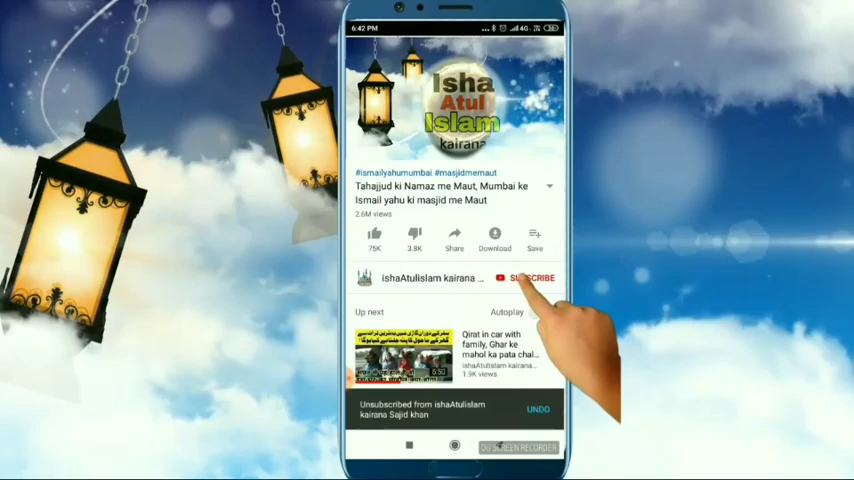 6:42 PM
4G
Isha
Atul
Islam
kairana
#ismailyahumumbai #masjidmemaut
Tahajjud ki Namaz me Maut, Mumbai ke
Ismail yahu ki masjid me Maut
2.6M views
75K
3.8K
Share
Download
Save
ishaAtulislam kairana ...
SUBSCRIBE
Up next
Autoplay
5:50
Qirat in car with
family, Ghar ke
mahol ka pata chal...
ishaAtulislam kairana...
1.9K views
Unsubscribed from ishaAtulislam
kairana Sajid khan
UNDO
DU SCREEN RECORDER